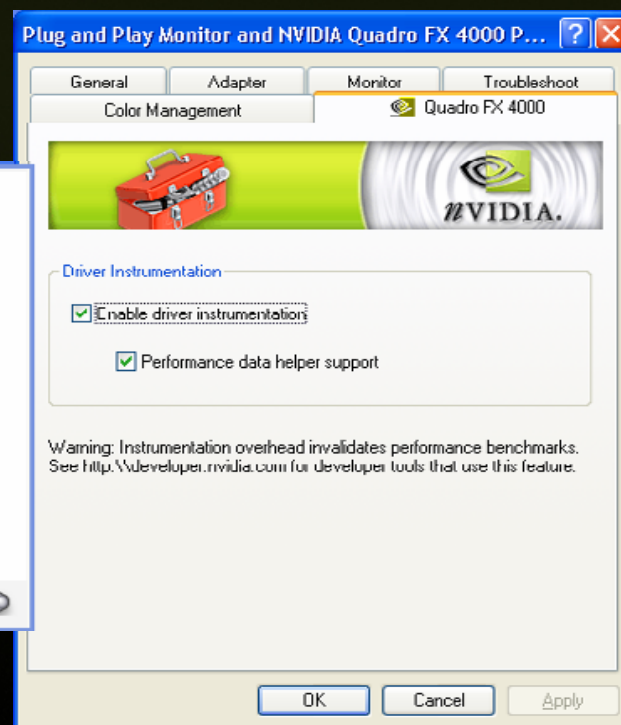 Plug and Play Monitor and NVIDIA Quadro FX 4000 P...
General Adapter Monitor Troubleshoot
Color Management Quadro FX 4000
nVIDIA.
Driver Instrumentation
Enable driver instrumentation
Performance data helper support
Warning: Instrumentation overhead invalidates performance benchmarks.
See http:\\developer.nvidia.com for developer tools that use this feature.
OK Cancel Apply